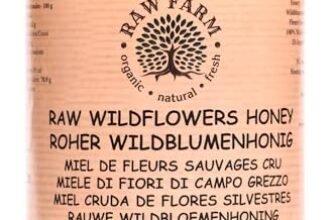 RAW FARM
organic • natural • fresh
RAW WILDFLOWERS HONEY
ROHER WILDBLUMENHONIG
MIEL DE FLEURS SAUVAGES CRU
MIELE DI FIORI DI CAMPO GREZZO
MIEL CRUDA DE FLORES SILVESTRES
RAUWE WILDBLOEMENHONING